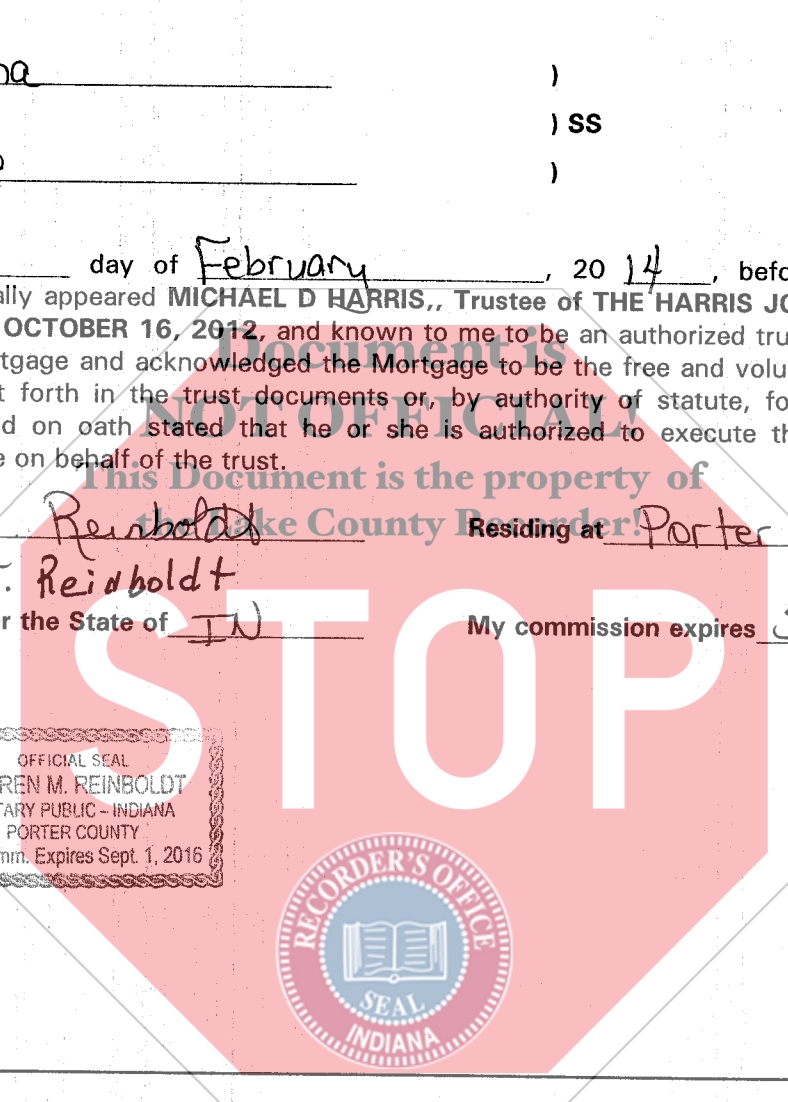 na )
) SS
)
day of February, 20 14, befo
ally appeared MICHAEL D HARRIS,, Trustee of THE HARRIS JO
OCTOBER 16, 2012, and known to me to be an authorized tru
tgage and acknowledged the Mortgage to be the free and volu
t forth in the trust documents or, by authority of statute, fo
d on oath stated that he or she is authorized to execute th
e on behalf of the trust.
Document is
NOT OFFICIAL!
This Document is the property of
the Lake County Recorder!
Reinboldt Residing at Porter
. Reinboldt
r the State of IN My commission expires
STOP
OFFICIAL SEAL
REN M. REINBOLDT
TARY PUBLIC - INDIANA
PORTER COUNTY
mm. Expires Sept. 1, 2016
RECORDER'S OFFICE
SEAL
INDIANA